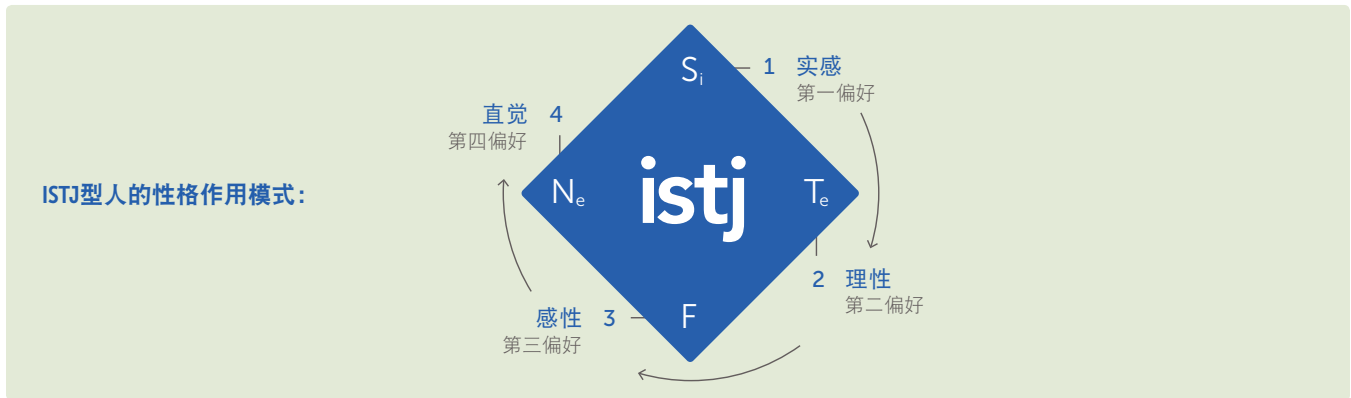 ISTJ型人的性格作用模式：
Si
1 实感
第一偏好
直觉 4
第四偏好
Ne
istj
Te
2 理性
第二偏好
感性 3
第三偏好
F